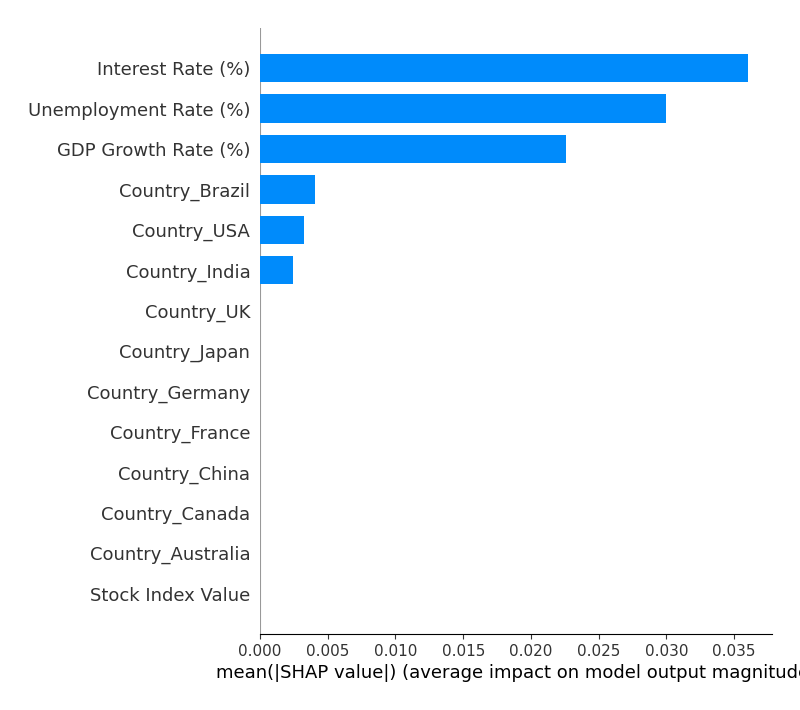 Interest Rate (%)
Unemployment Rate (%)
GDP Growth Rate (%)
Country_Brazil
Country_USA
Country_India
Country_UK
Country_Japan
Country_Germany
Country_France
Country_China
Country_Canada
Country_Australia
Stock Index Value
0.000 0.005 0.010 0.015 0.020 0.025 0.030 0.035
mean(|SHAP value|) (average impact on model output magnitude